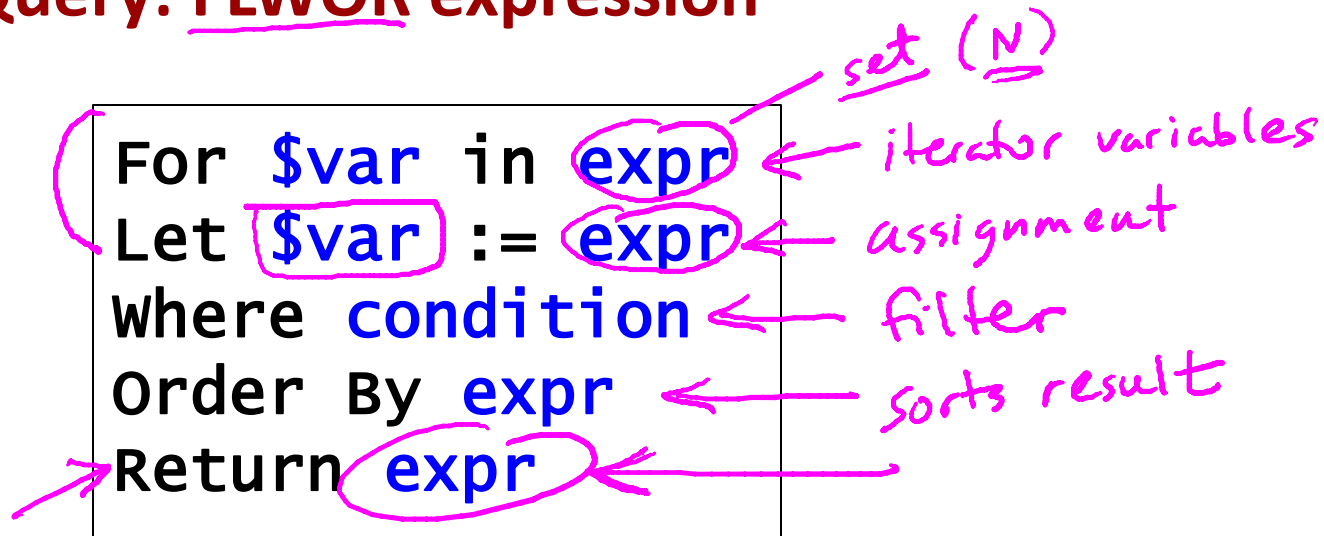 Query: FLWOR expression
set (N)
For $var in expr iterator variables
Let $var := expr assignment
Where condition filter
Order By expr sorts result
Return expr